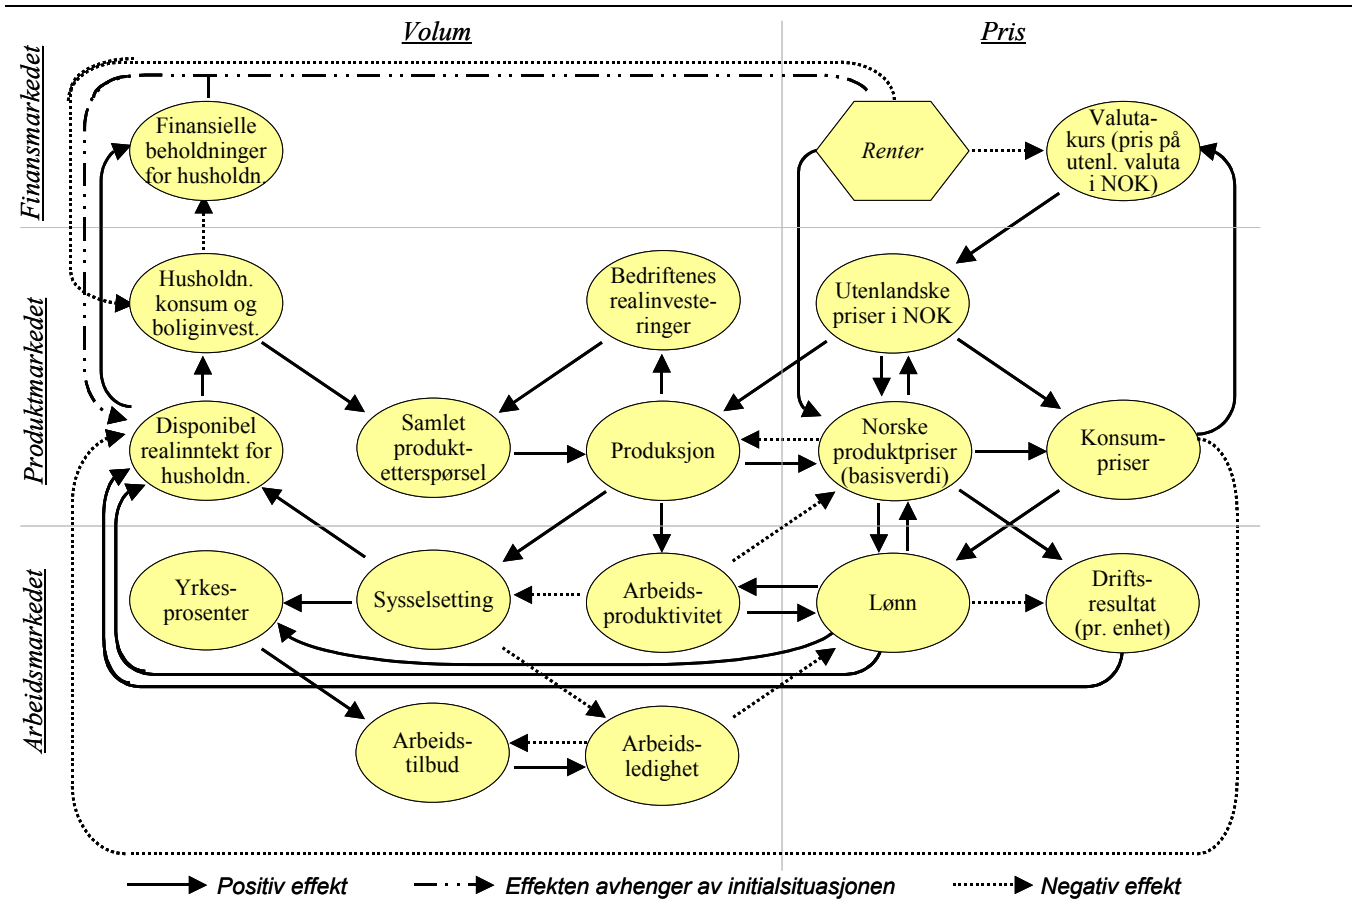 Volum
Pris
Finansmarkedet
Finansielle
beholdninger
for husholdn.
Renter
Valuta-
kurs (pris på
utenl. valuta
i NOK)
Produktmarkedet
Husholdn.
konsum og
boliginvest.
Bedriftenes
realinveste-
ringer
Utenlandske
priser i NOK
Disponibel
realinntekt for
husholdn.
Samlet
produkt-
etterspørsel
Produksjon
Norske
produktpriser
(basisverdi)
Konsum-
priser
Arbeidsmarkedet
Yrkes-
prosenter
Sysselsetting
Arbeids-
produktivitet
Lønn
Drifts-
resultat
(pr. enhet)
Arbeids-
tilbud
Arbeids-
ledighet
Positiv effekt
Effekten avhenger av initialsituasjonen
Negativ effekt